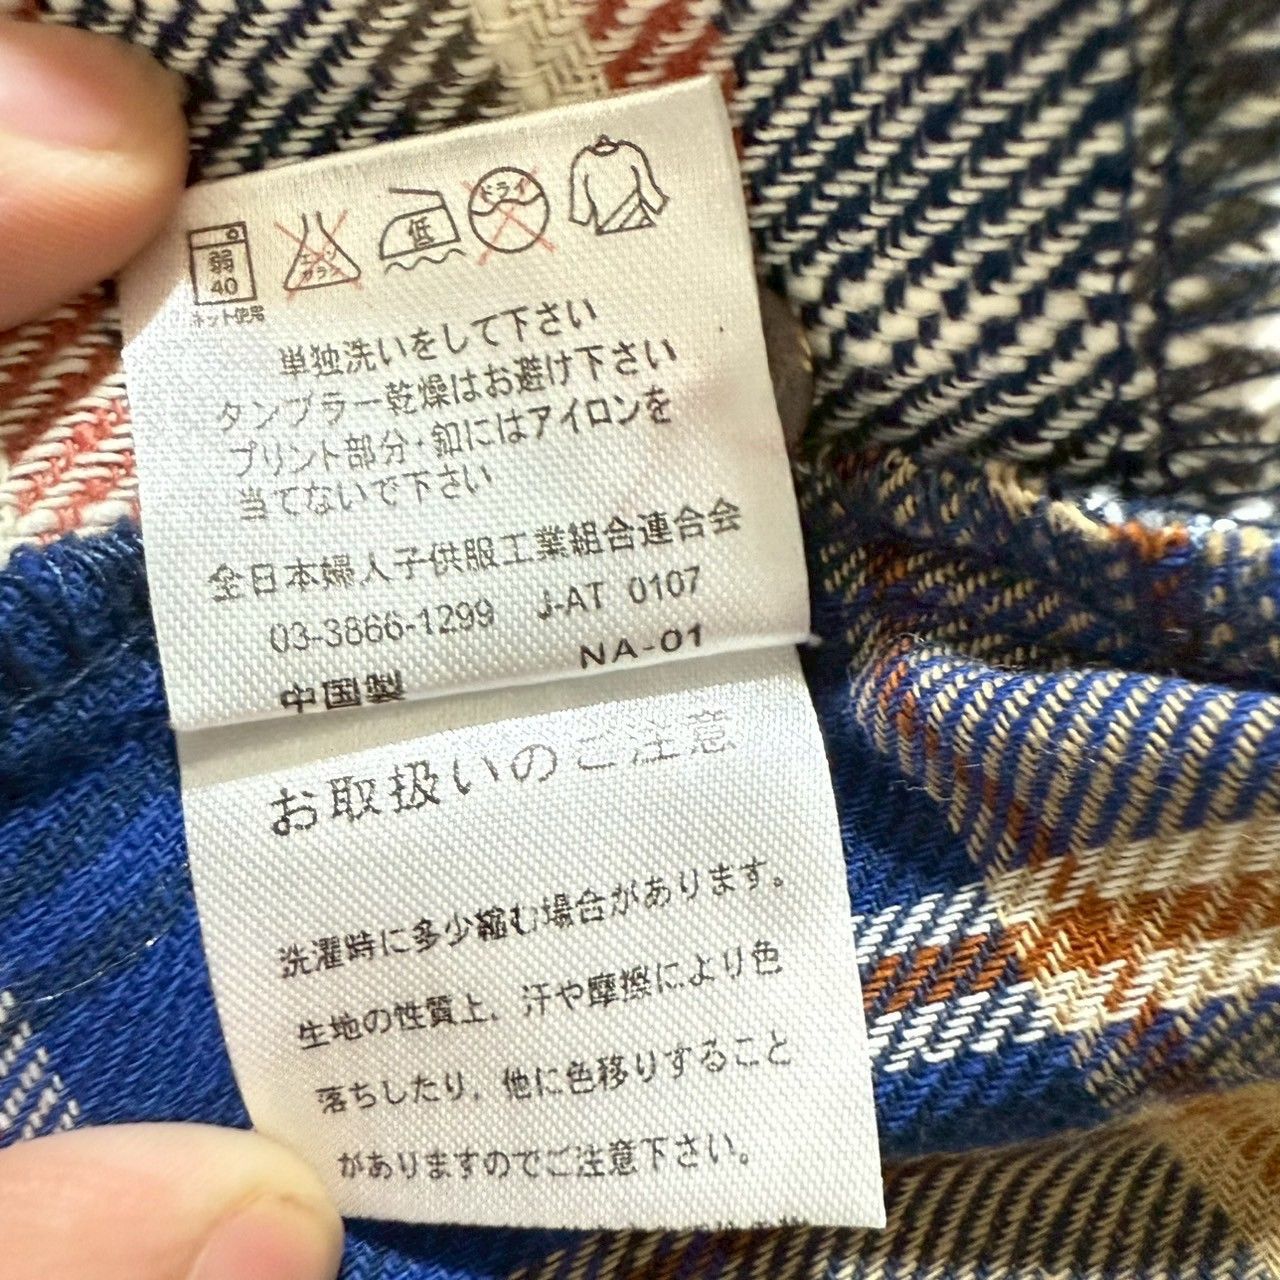 弱
40
ネット使用
エンソ
サラシ
低
ドライ
単独洗いをして下さい
タンブラー乾燥はお避け下さい
プリント部分・釦にはアイロンを
当てないで下さい
全日本婦人子供服工業組合連合会
03-3866-1299 J-AT 0107
NA-01
中国製
お取扱いのご注意
洗濯時に多少縮む場合があります。
生地の性質上、汗や摩擦により色
落ちしたり、他に色移りすること
がありますのでご注意下さい。